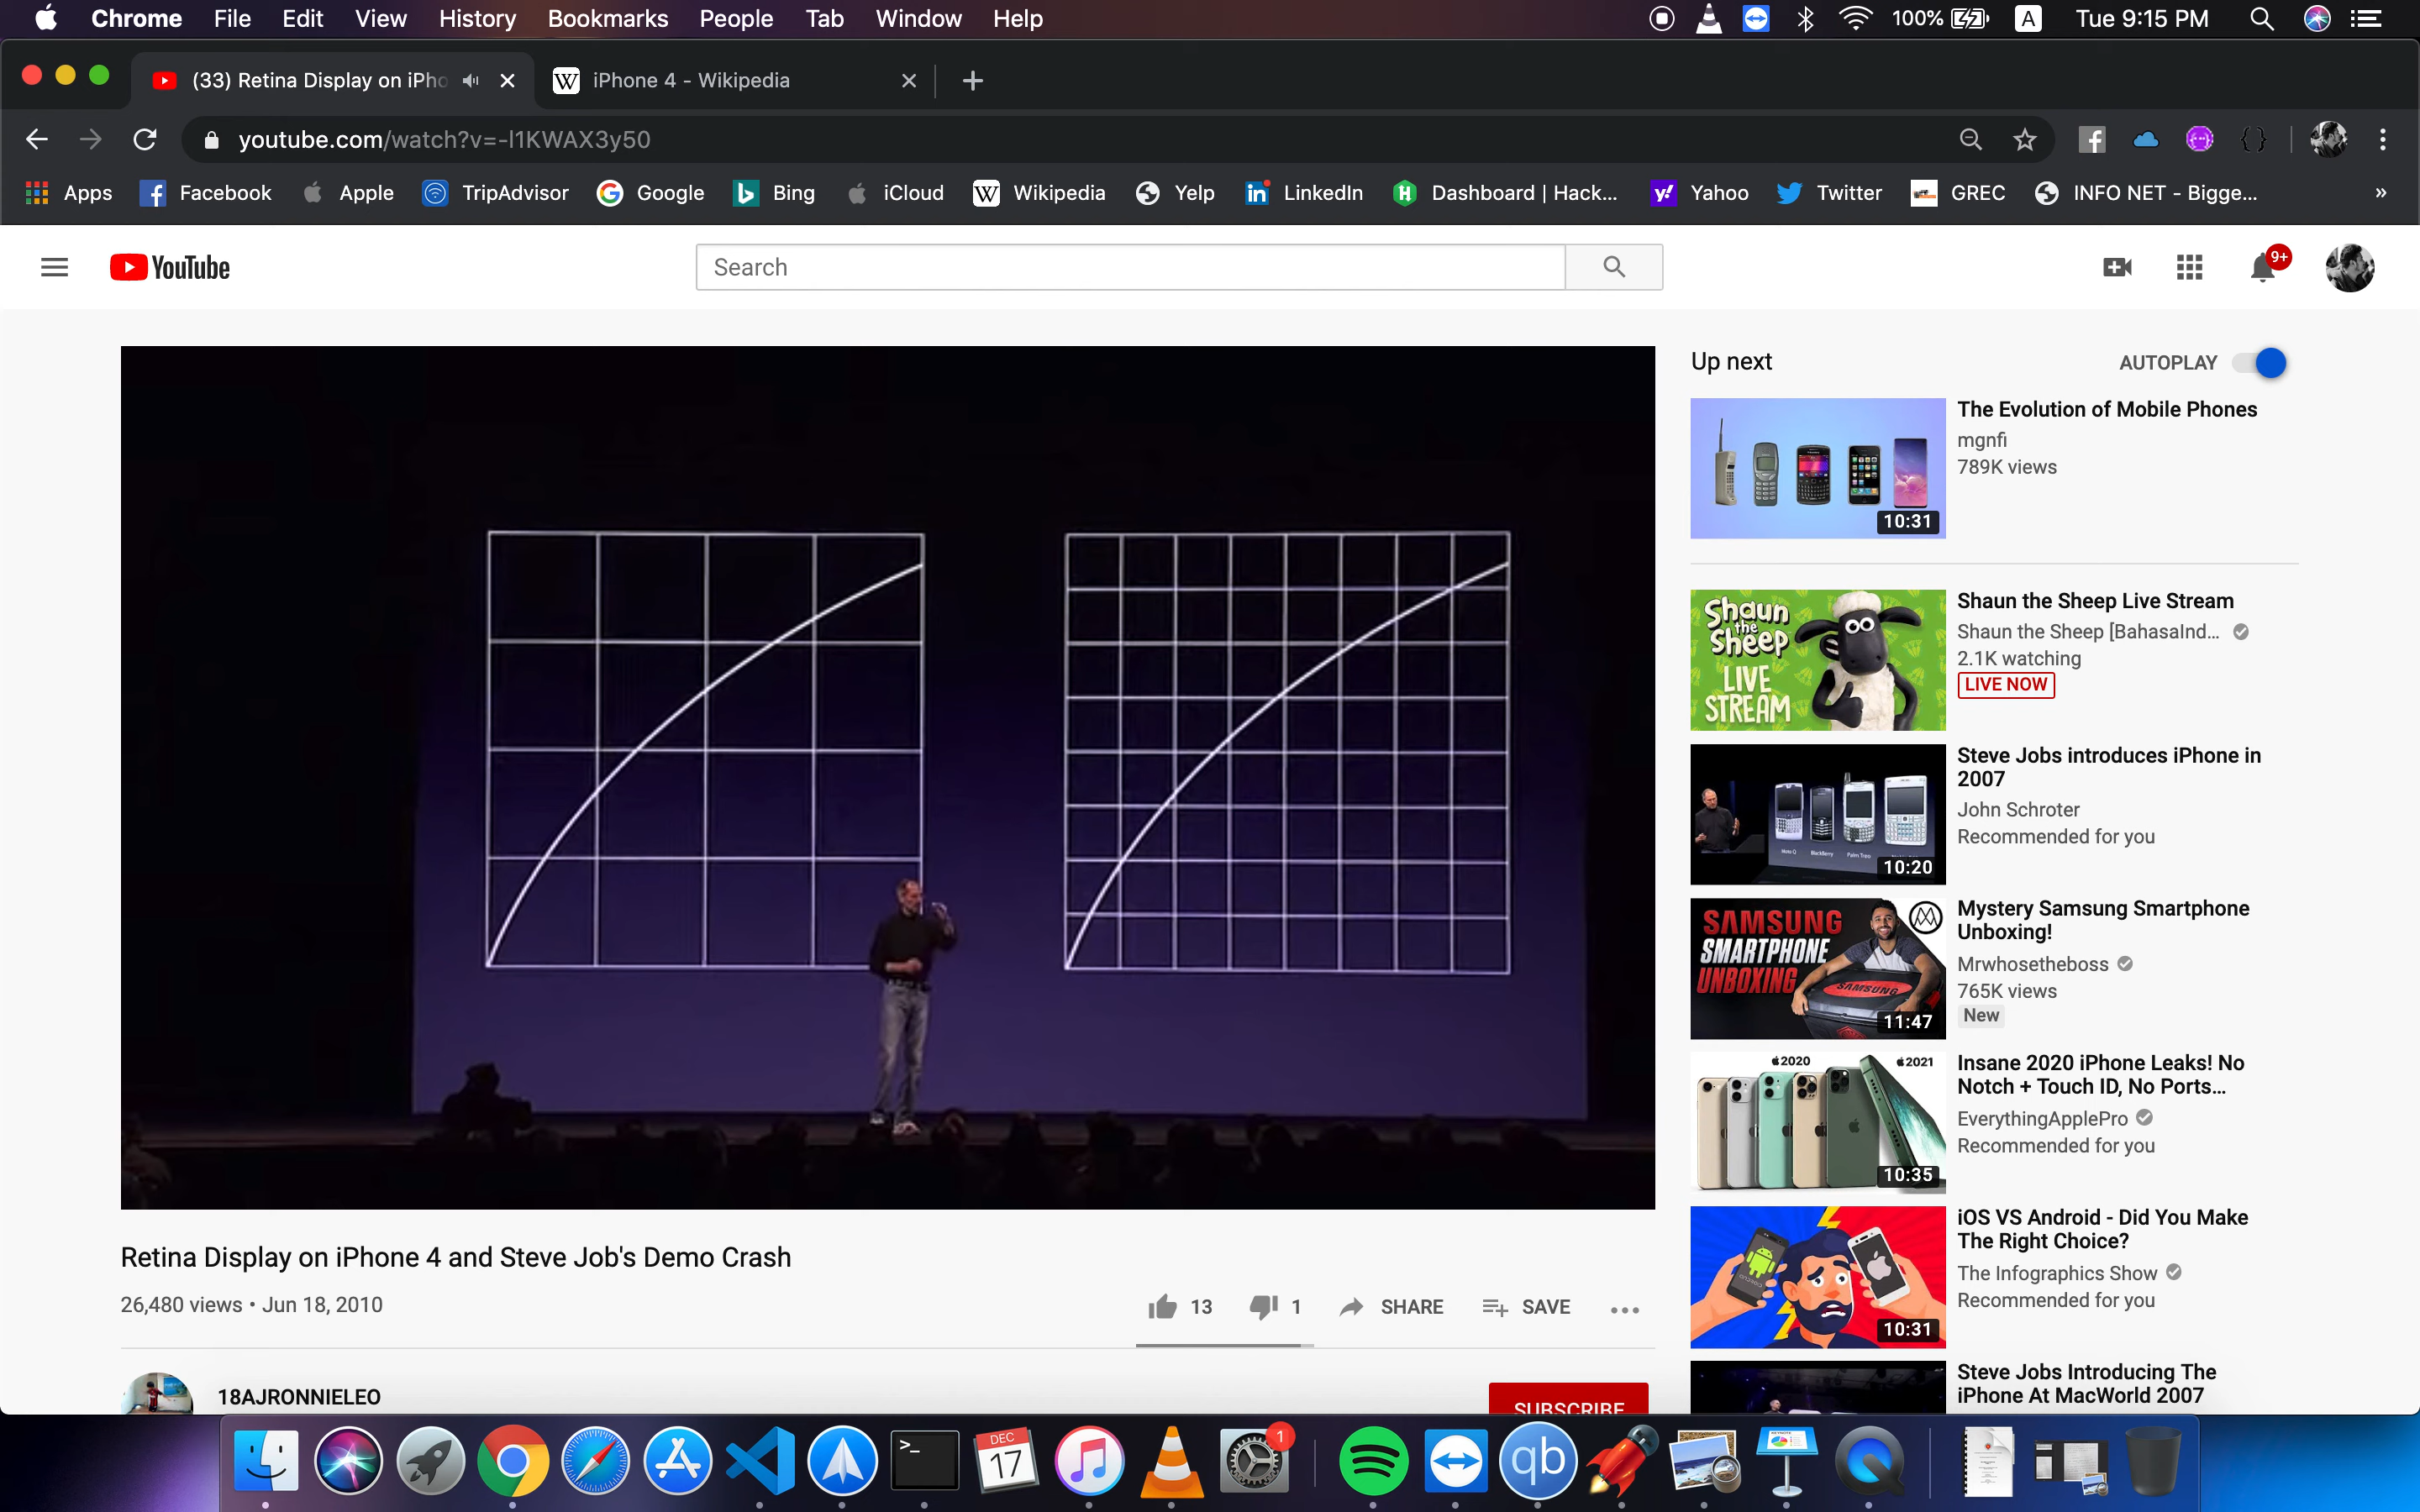 Chrome File Edit View History Bookmarks People Tab Window Help 100% A Tue 9:15 PM
(33) Retina Display on iPho
W iPhone 4 - Wikipedia
youtube.com/watch?v=-l1KWAX3y50
Apps Facebook Apple TripAdvisor Google Bing iCloud Wikipedia Yelp LinkedIn Dashboard | Hack... Yahoo Twitter GREC INFO NET - Bigge... »
YouTube
Search
9+
Up next
AUTOPLAY
The Evolution of Mobile Phones
mgnfi
789K views
10:31
Shaun the Sheep LIVE STREAM
Shaun the Sheep Live Stream
Shaun the Sheep [BahasaInd...
2.1K watching
LIVE NOW
Steve Jobs introduces iPhone in
2007
John Schroter
Recommended for you
Moto Q BlackBerry Palm Treo
10:20
SAMSUNG
SMARTPHONE
UNBOXING
SAMSUNG
11:47
Mystery Samsung Smartphone
Unboxing!
Mrwhosetheboss
765K views
New
2020 2021
10:35
Insane 2020 iPhone Leaks! No
Notch + Touch ID, No Ports...
EverythingApplePro
Recommended for you
10:31
iOS VS Android - Did You Make
The Right Choice?
The Infographics Show
Recommended for you
Steve Jobs Introducing The
iPhone At MacWorld 2007
Retina Display on iPhone 4 and Steve Job's Demo Crash
26,480 views • Jun 18, 2010
13 1 SHARE SAVE
18AJRONNIELEO
SUBSCRIBE
DEC
17
1
qb